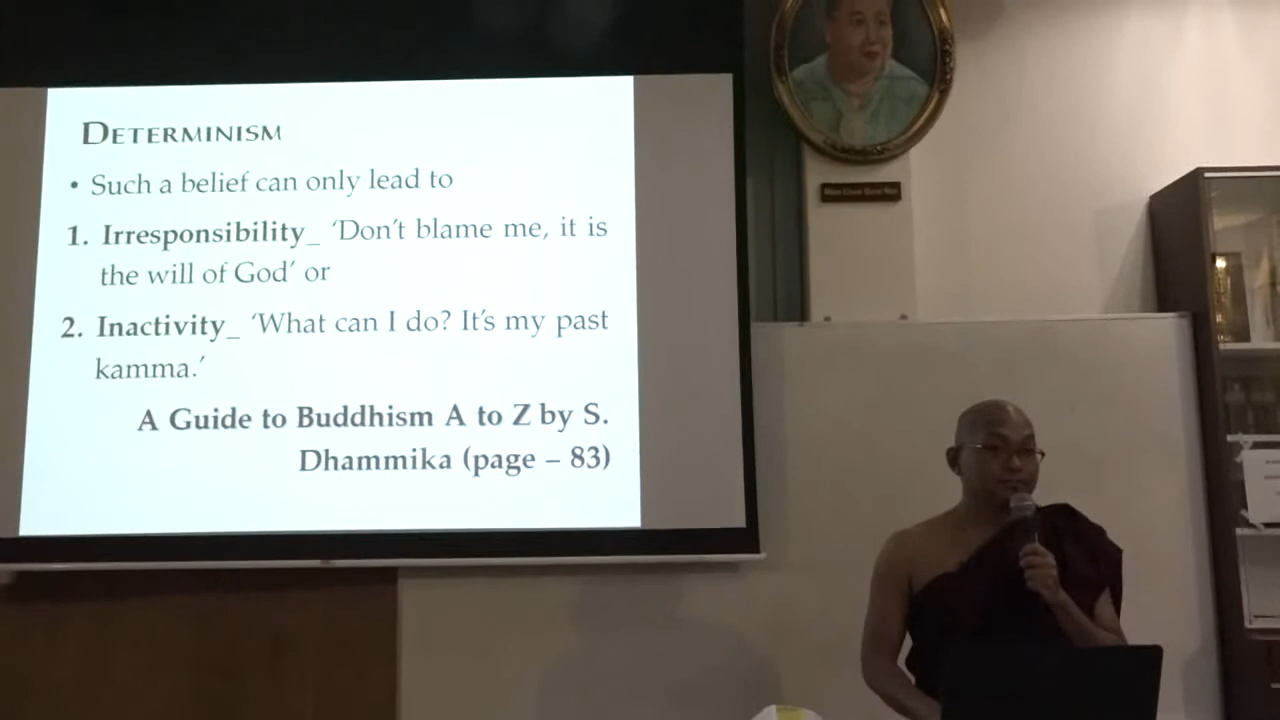 DETERMINISM
• Such a belief can only lead to
1. Irresponsibility_ 'Don't blame me, it is
the will of God' or
2. Inactivity_ 'What can I do? It's my past
kamma.'
A Guide to Buddhism A to Z by S.
Dhammika (page – 83)